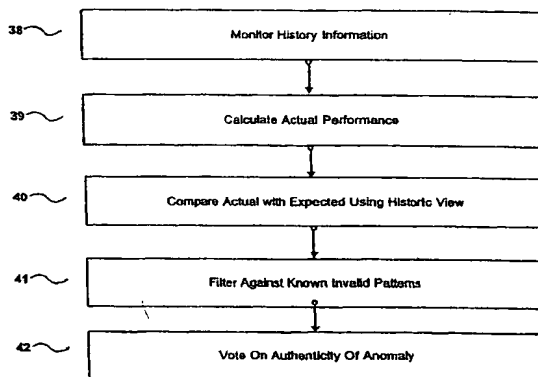 38 Monitor History Information
39 Calculate Actual Performance
40 Compare Actual with Expected Using Historic View
41 Filter Against Known Invalid Patterns
42 Vote On Authenticity Of Anomaly